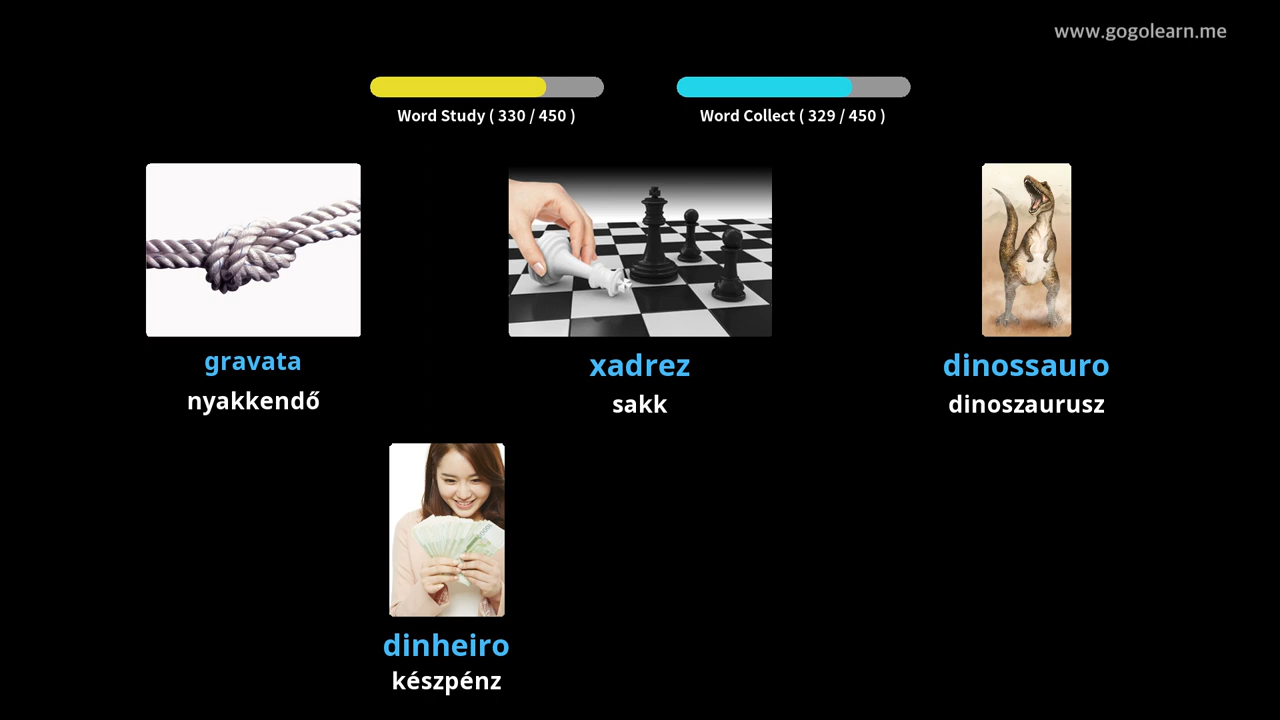 www.gogolearn.me
Word Study ( 330 / 450 )
Word Collect ( 329 / 450 )
gravata
nyakkendő
xadrez
sakk
dinossauro
dinoszaurusz
dinheiro
készpénz